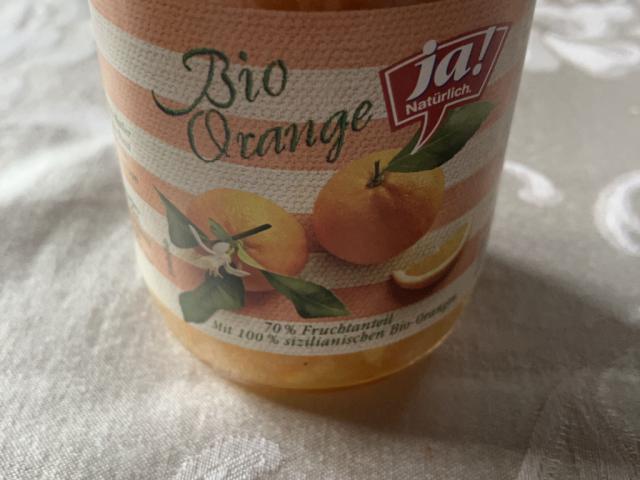 Bio
Orange
ja!
Natürlich.
70% Fruchtanteil
Mit 100% sizilianischen Bio-Orangen